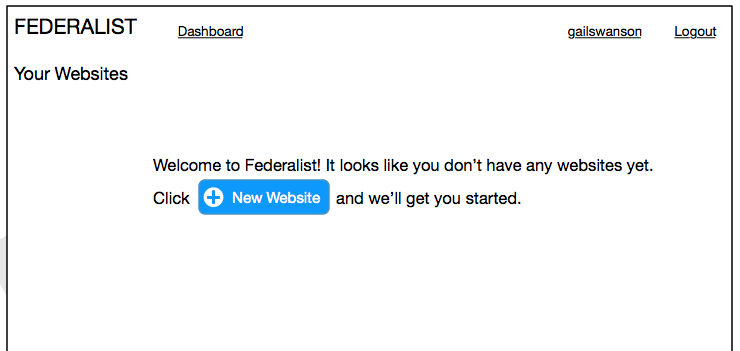 FEDERALIST Dashboard gailswanson Logout
Your Websites
Welcome to Federalist! It looks like you don’t have any websites yet.
Click New Website and we’ll get you started.